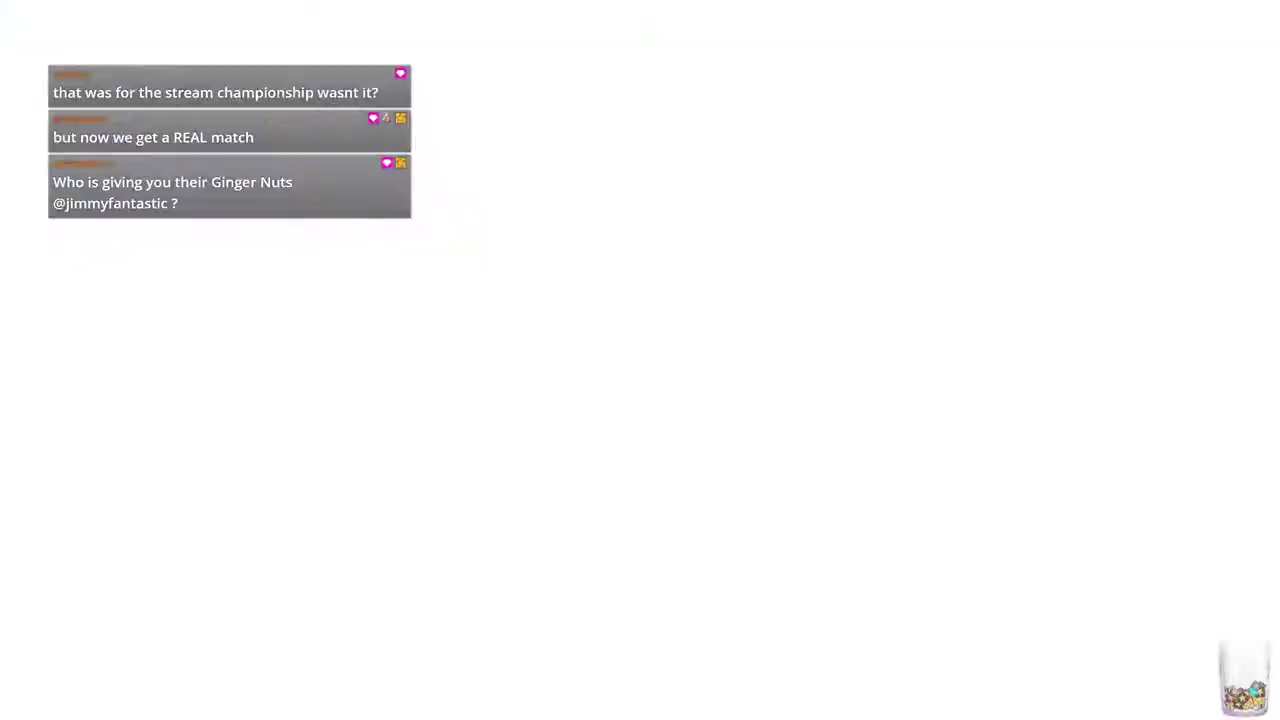 that was for the stream championship wasnt it?
but now we get a REAL match
Who is giving you their Ginger Nuts
@jimmyfantastic ?